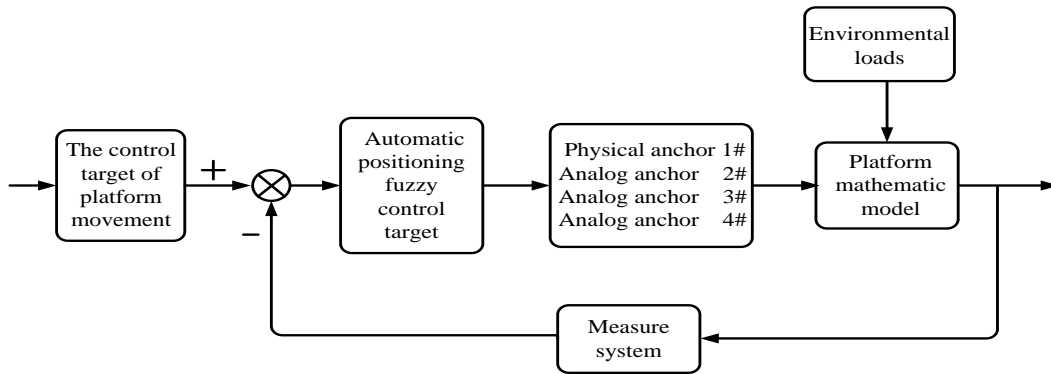 Environmental
loads
The control
target of
platform
movement
+
−
Automatic
positioning
fuzzy
control
target
Physical anchor 1#
Analog anchor 2#
Analog anchor 3#
Analog anchor 4#
Platform
mathematic
model
Measure
system